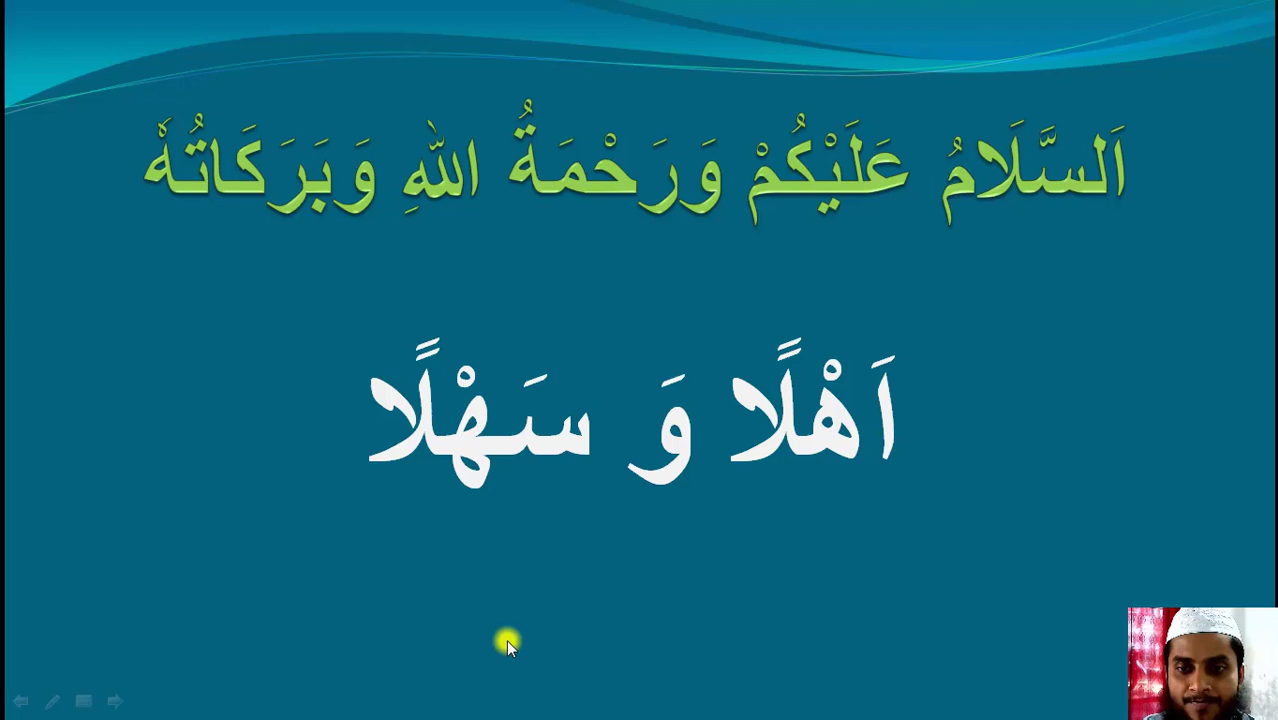 اَلسَّلَامُ عَلَيْكُمْ وَرَحْمَةُ اللهِ وَبَرَكَاتُهٗ
اَهْلًا وَ سَهْلًا